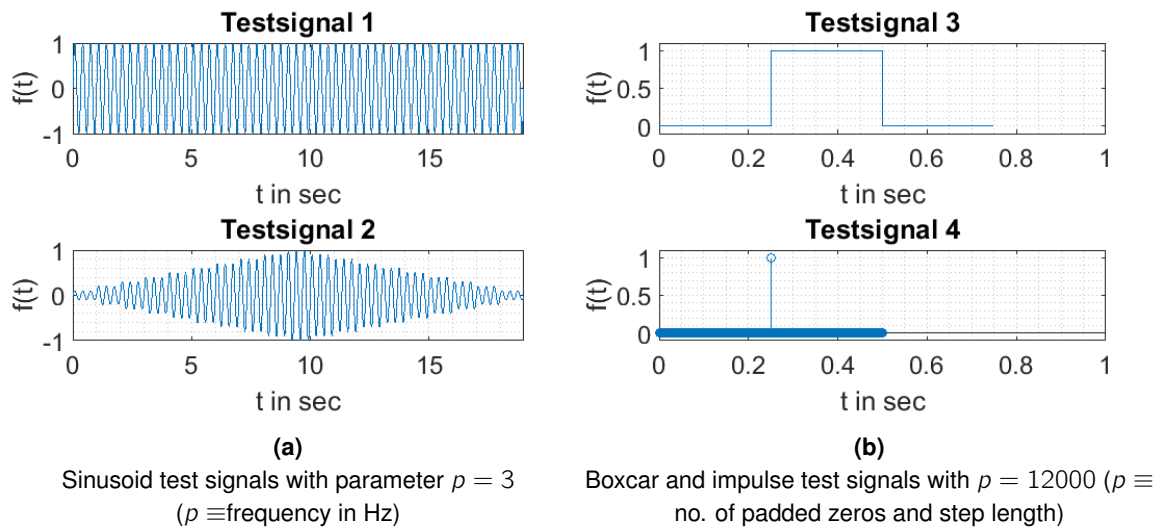 Testsignal 1
1
0
-1
f(t)
0 5 10 15
t in sec
Testsignal 2
1
0
-1
f(t)
0 5 10 15
t in sec
(a)
Sinusoid test signals with parameter p = 3
(p ≡frequency in Hz)
Testsignal 3
1
0.5
0
f(t)
0 0.2 0.4 0.6 0.8 1
t in sec
Testsignal 4
1
0.5
0
f(t)
0 0.2 0.4 0.6 0.8 1
t in sec
(b)
Boxcar and impulse test signals with p = 12000 (p ≡
no. of padded zeros and step length)